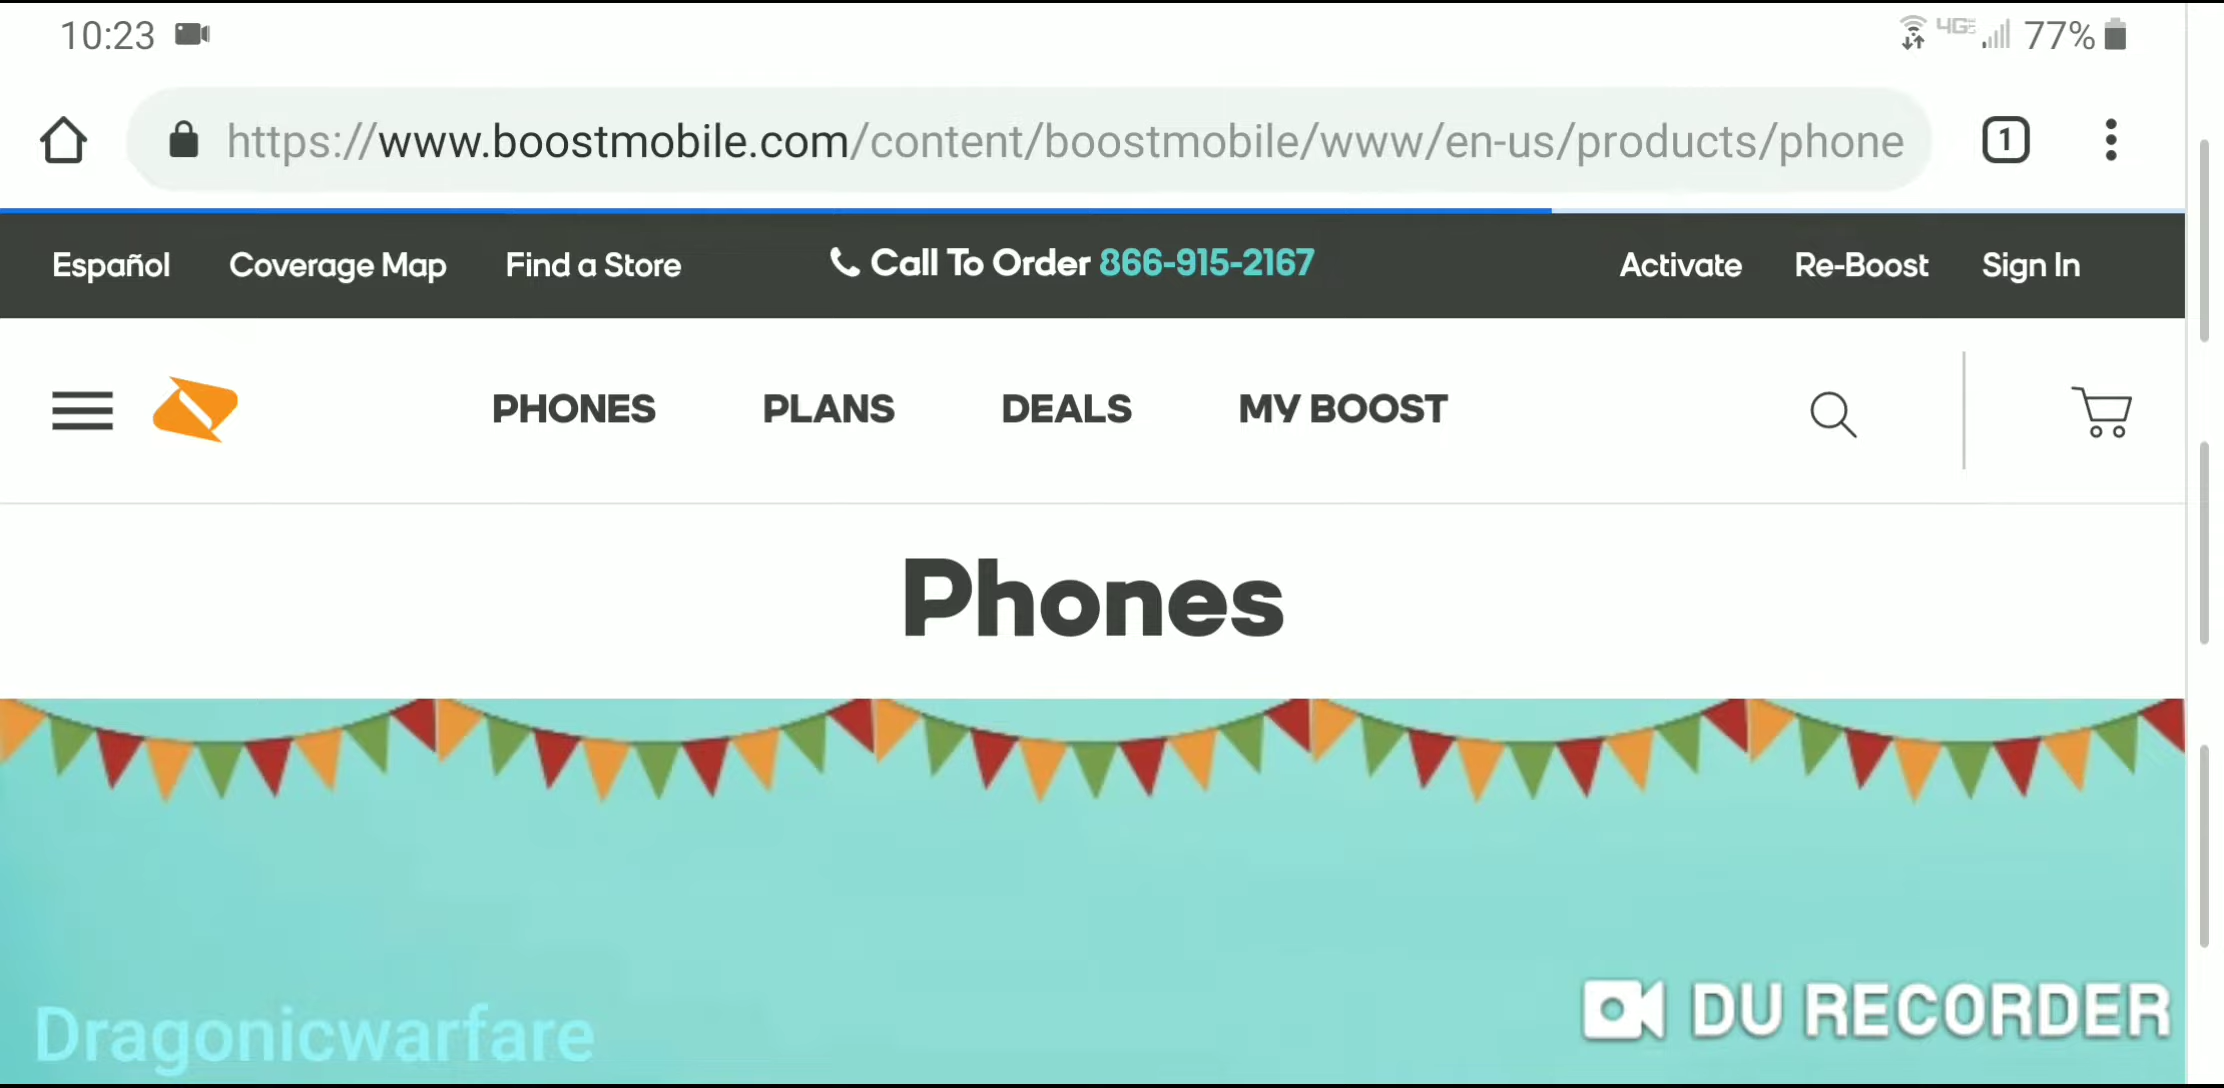 10:23 4GE 77%
https://www.boostmobile.com/content/boostmobile/www/en-us/products/phone 1
Español Coverage Map Find a Store Call To Order 866-915-2167 Activate Re-Boost Sign In
PHONES PLANS DEALS MY BOOST
Phones
Dragonicwarfare DU RECORDER